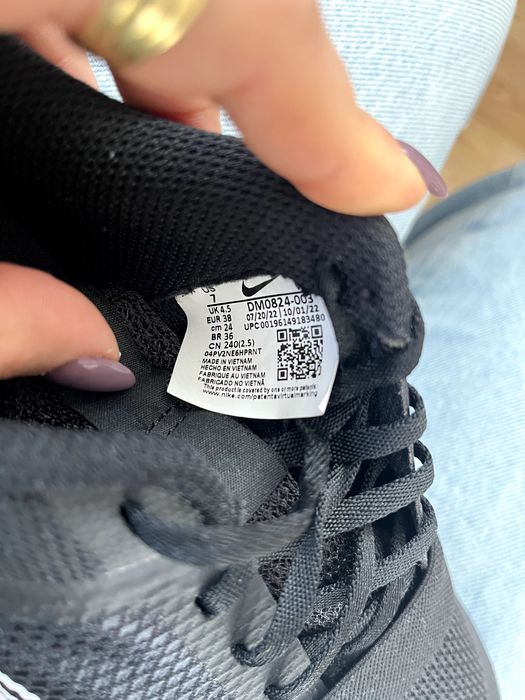 US
7
UK 4.5
EUR 38
cm 24
BR 36
CN 240(2.5)
DM0824-003
07/20/22 | 10/01/22
UPC00196149183480
04PV2NE6HPRNT
MADE IN VIETNAM
HECHO EN VIETNAM
FABRIQUE AU VIETNAM
FABRICADO NO VIETNÃ
This product is covered by one or more patents:
www.nike.com/patentsvirtualmarking